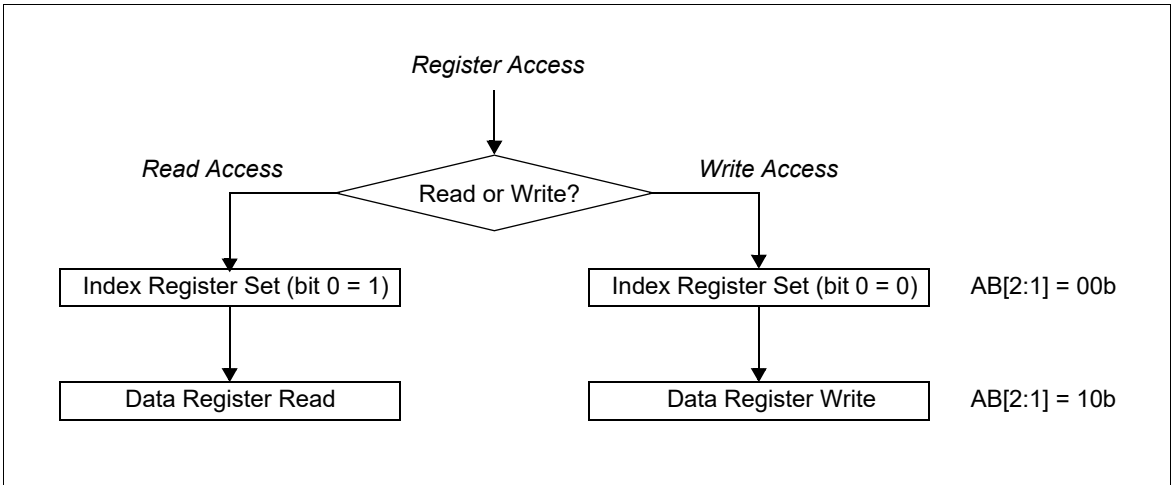 Register Access
Read Access
Write Access
Read or Write?
Index Register Set (bit 0 = 1)
Index Register Set (bit 0 = 0)
AB[2:1] = 00b
Data Register Read
Data Register Write
AB[2:1] = 10b